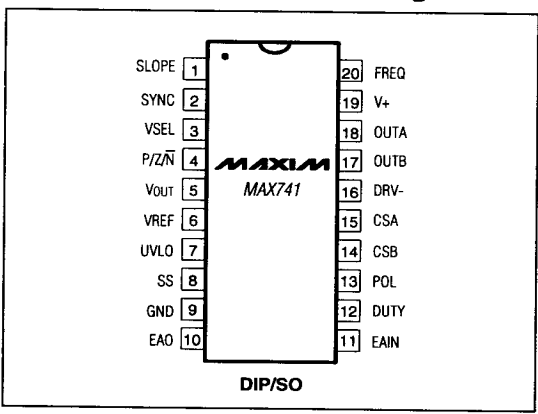 SLOPE 1
SYNC 2
VSEL 3
P/Z/N̅ 4
VOUT 5
VREF 6
UVLO 7
SS 8
GND 9
EAO 10
MAXIM
MAX741
20 FREQ
19 V+
18 OUTA
17 OUTB
16 DRV-
15 CSA
14 CSB
13 POL
12 DUTY
11 EAIN
DIP/SO